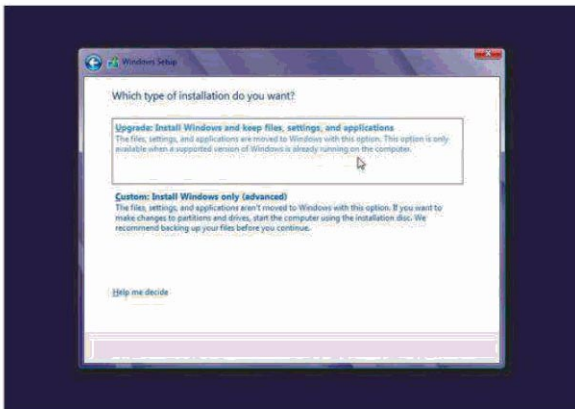 Windows Setup
Which type of installation do you want?
Upgrade: Install Windows and keep files, settings, and applications
The files, settings, and applications are moved to Windows with this option. This option is only
available when a supported version of Windows is already running on the computer.
Custom: Install Windows only (advanced)
The files, settings, and applications aren't moved to Windows with this option. If you want to
make changes to partitions and drives, start the computer using the installation disc. We
recommend backing up your files before you continue.
Help me decide